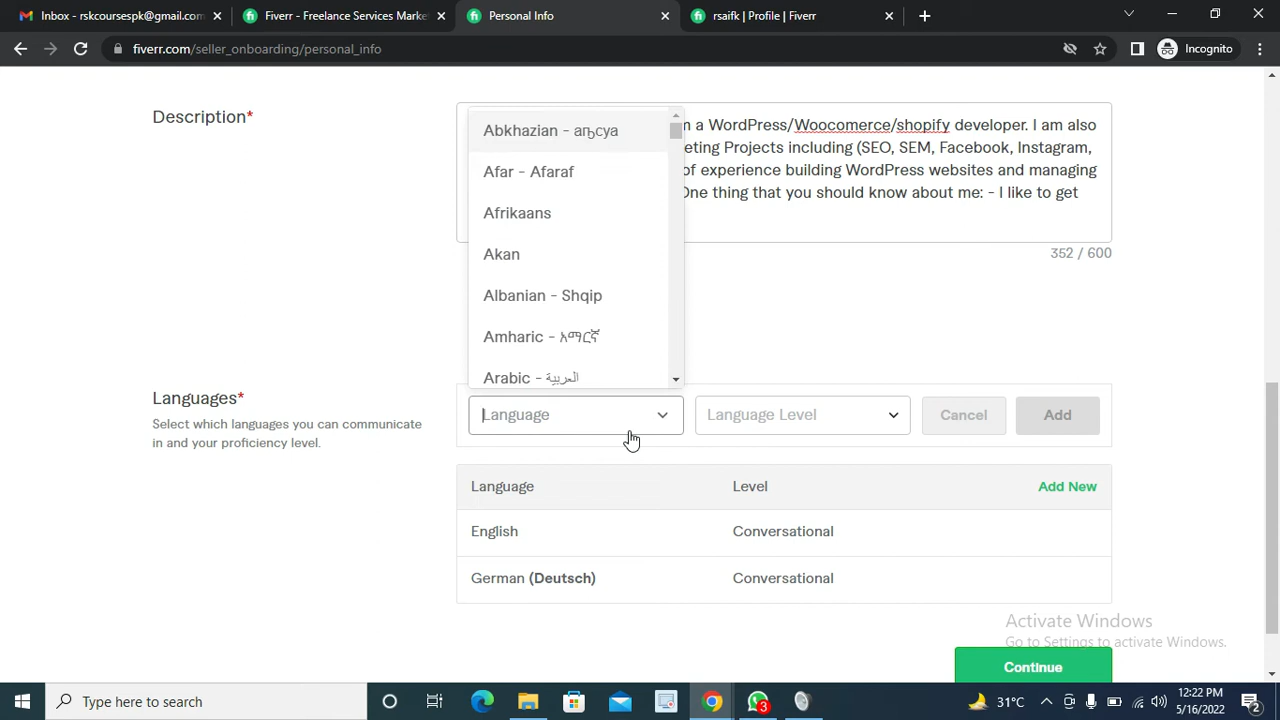 Inbox - rskcoursespk@gmail.com
Fiverr - Freelance Services Marke
Personal Info
rsaifk | Profile | Fiverr
fiverr.com/seller_onboarding/personal_info
Incognito
Description*
m a WordPress/Woocomerce/shopify developer. I am also
eting Projects including (SEO, SEM, Facebook, Instagram,
of experience building WordPress websites and managing
One thing that you should know about me: - I like to get
352 / 600
Abkhazian - аҧсуа
Afar - Afaraf
Afrikaans
Akan
Albanian - Shqip
Amharic - አማርኛ
Arabic - العربية
Languages*
Select which languages you can communicate
in and your proficiency level.
Language
Language Level
Cancel
Add
Language Level Add New
English Conversational
German (Deutsch) Conversational
Activate Windows
Go to Settings to activate Windows.
Continue
Type here to search
3
31°C
12:22 PM
5/16/2022
2